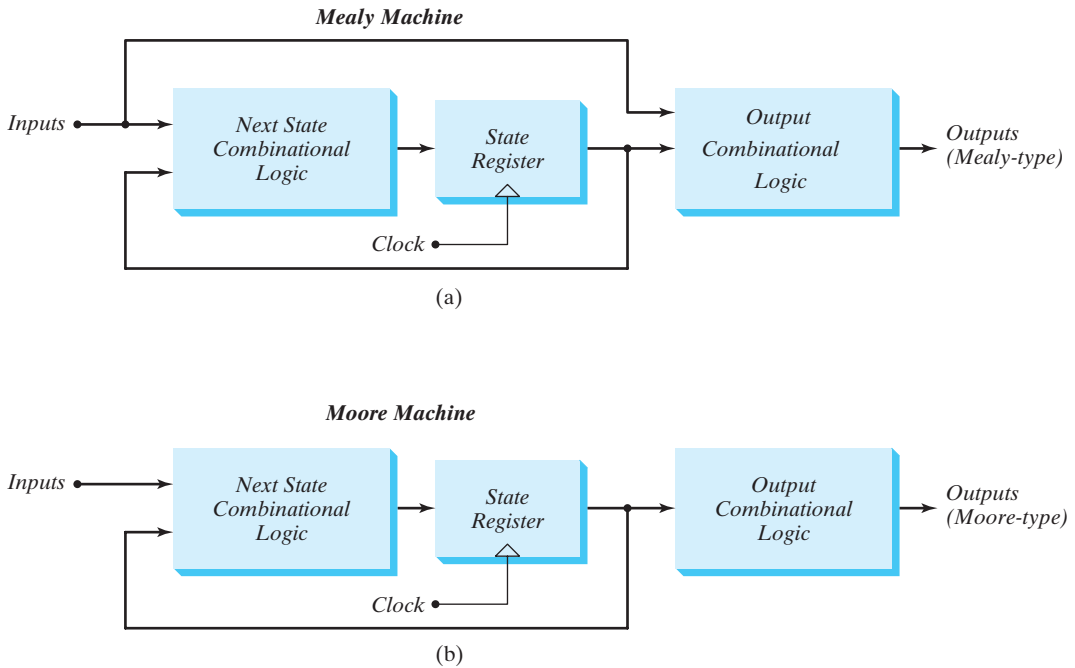 Mealy Machine
Inputs
Next State
Combinational
Logic
State
Register
Output
Combinational
Logic
Outputs
(Mealy-type)
Clock
(a)
Moore Machine
Inputs
Next State
Combinational
Logic
State
Register
Output
Combinational
Logic
Outputs
(Moore-type)
Clock
(b)